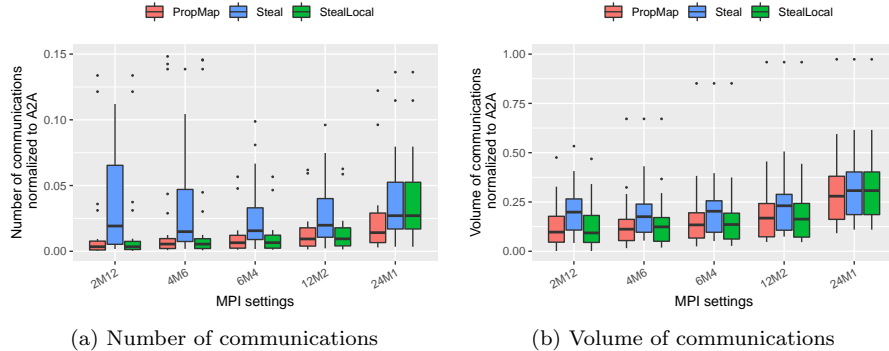 PropMap Steal StealLocal
Number of communications
normalized to A2A
0.15
0.10
0.05
0.00
2M12 4M6 6M4 12M2 24M1
MPI settings
(a) Number of communications
PropMap Steal StealLocal
Volume of communications
normalized to A2A
1.00
0.75
0.50
0.25
0.00
2M12 4M6 6M4 12M2 24M1
MPI settings
(b) Volume of communications